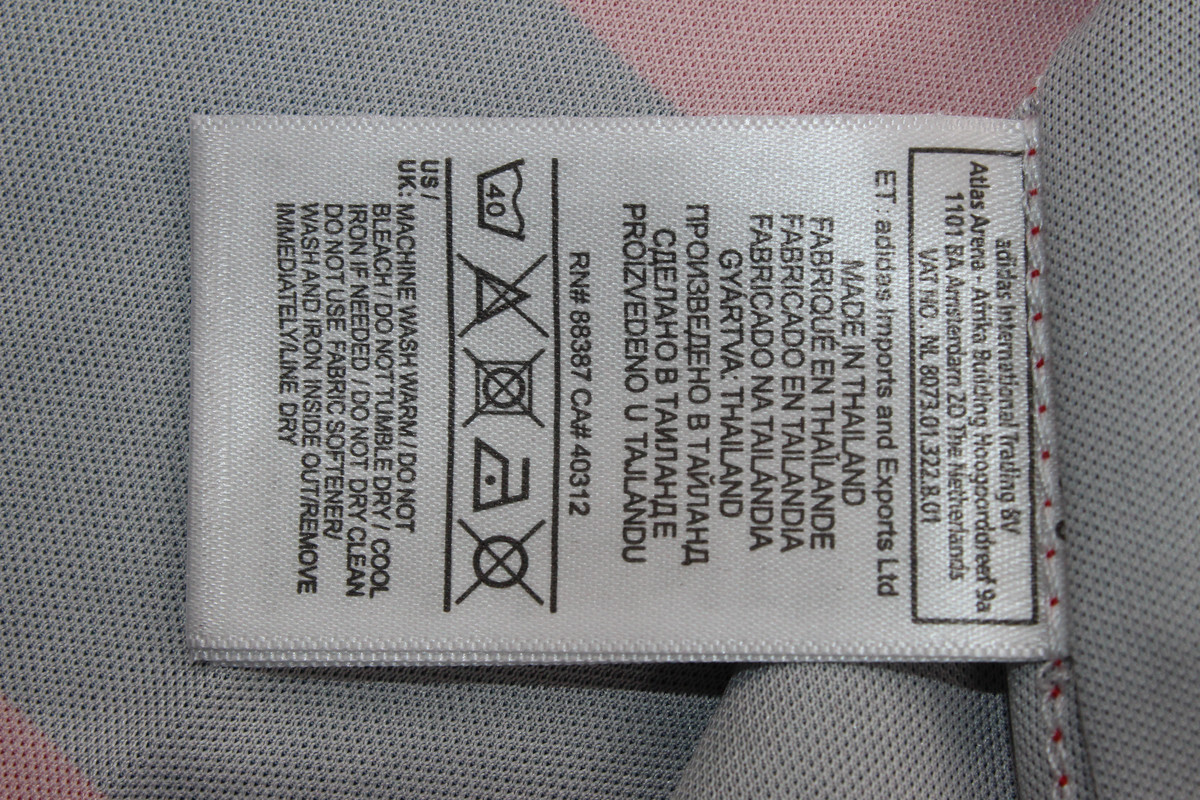 adidas International Trading BV
Atlas Arena - Afrika Building Hoogoorddreef 9a
1101 BA Amsterdam ZO The Netherlands
VAT NO. NL 8073.01.322.B.01
ET adidas Imports and Exports Ltd
MADE IN THAILAND
FABRIQUÉ EN THAÏLANDE
FABRICADO EN TAILANDIA
FABRICADO NA TAILÂNDIA
GYÁRTVA THAILAND
ПРОИЗВЕДЕНО В ТАЙЛАНД
СДЕЛАНО В ТАИЛАНДЕ
PROIZVEDENO U TAJLANDU
RN# 88387 CA# 40312
40
US /
UK: MACHINE WASH WARM / DO NOT
BLEACH / DO NOT TUMBLE DRY / COOL
IRON IF NEEDED / DO NOT DRY CLEAN
DO NOT USE FABRIC SOFTENER/
WASH AND IRON INSIDE OUT/REMOVE
IMMEDIATELY/LINE DRY